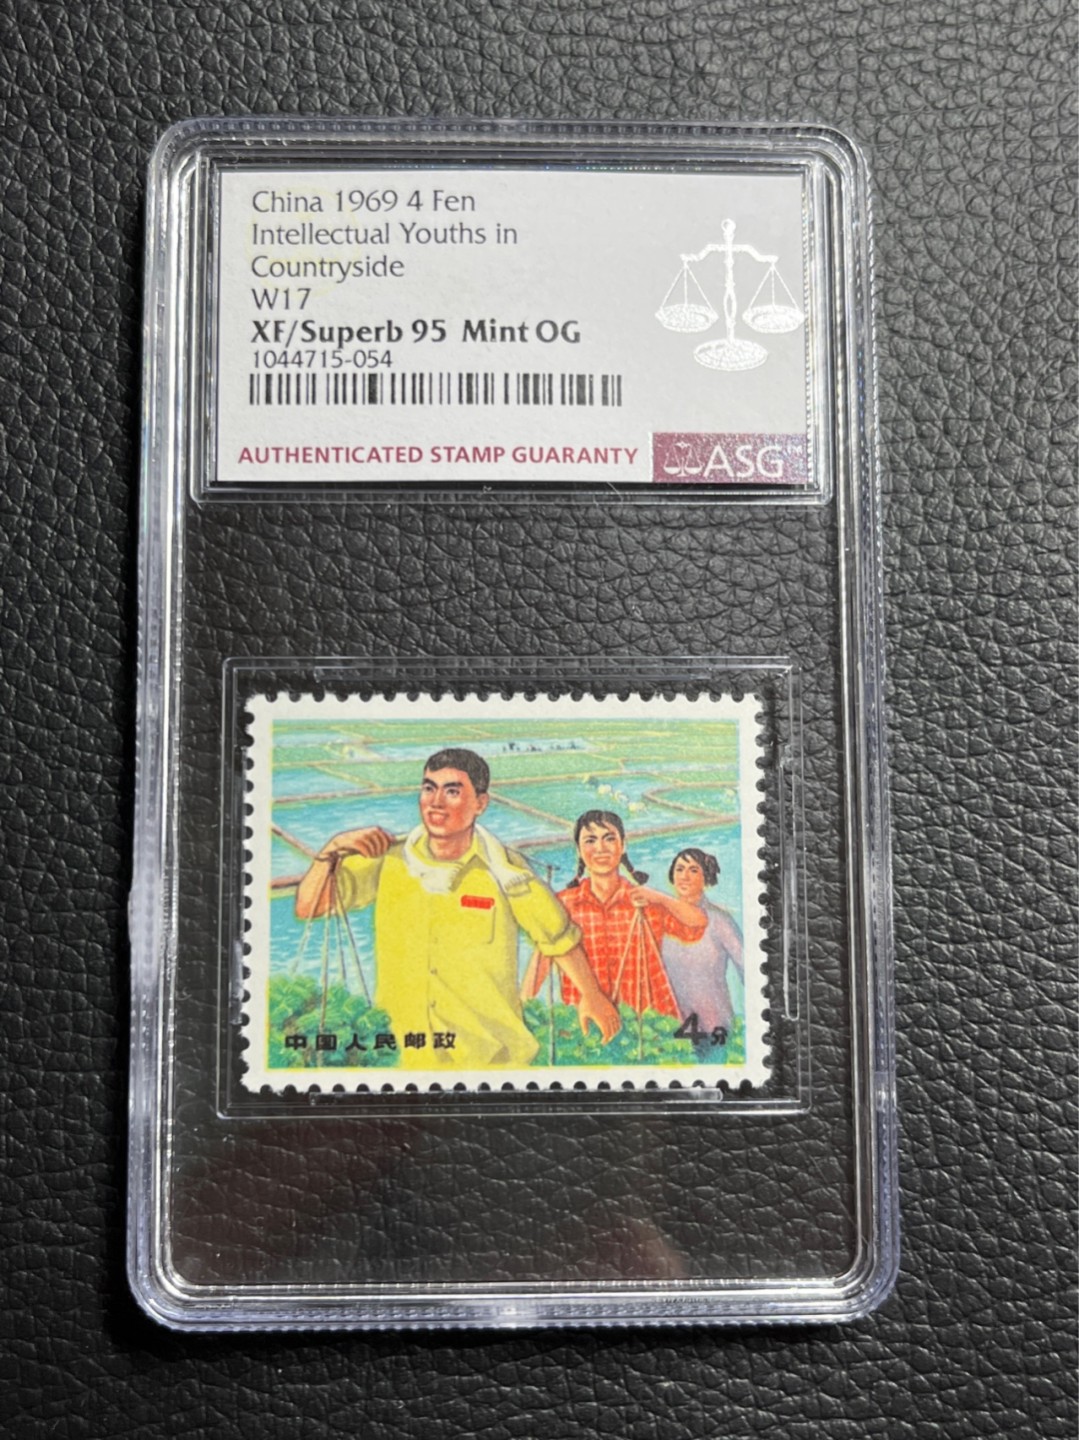 China 1969 4 Fen
Intellectual Youths in
Countryside
W17
XF/Superb 95 Mint OG
1044715-054
AUTHENTICATED STAMP GUARANTY
ASG
中国人民邮政
4分